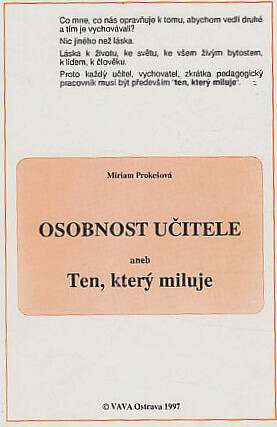 Co mne, co nás opravňuje k tomu, abychom vedli druhé
a tím je vychovávali?
Nic jiného než láska.
Láska k životu, ke světu, ke všem živým bytostem,
k lidem, k člověku.
Proto každý učitel, vychovatel, zkrátka pedagogický
pracovník musí být především "ten, který miluje".
Miriam Prokešová
OSOBNOST UČITELE
aneb
Ten, který miluje
© VAVA Ostrava 1997